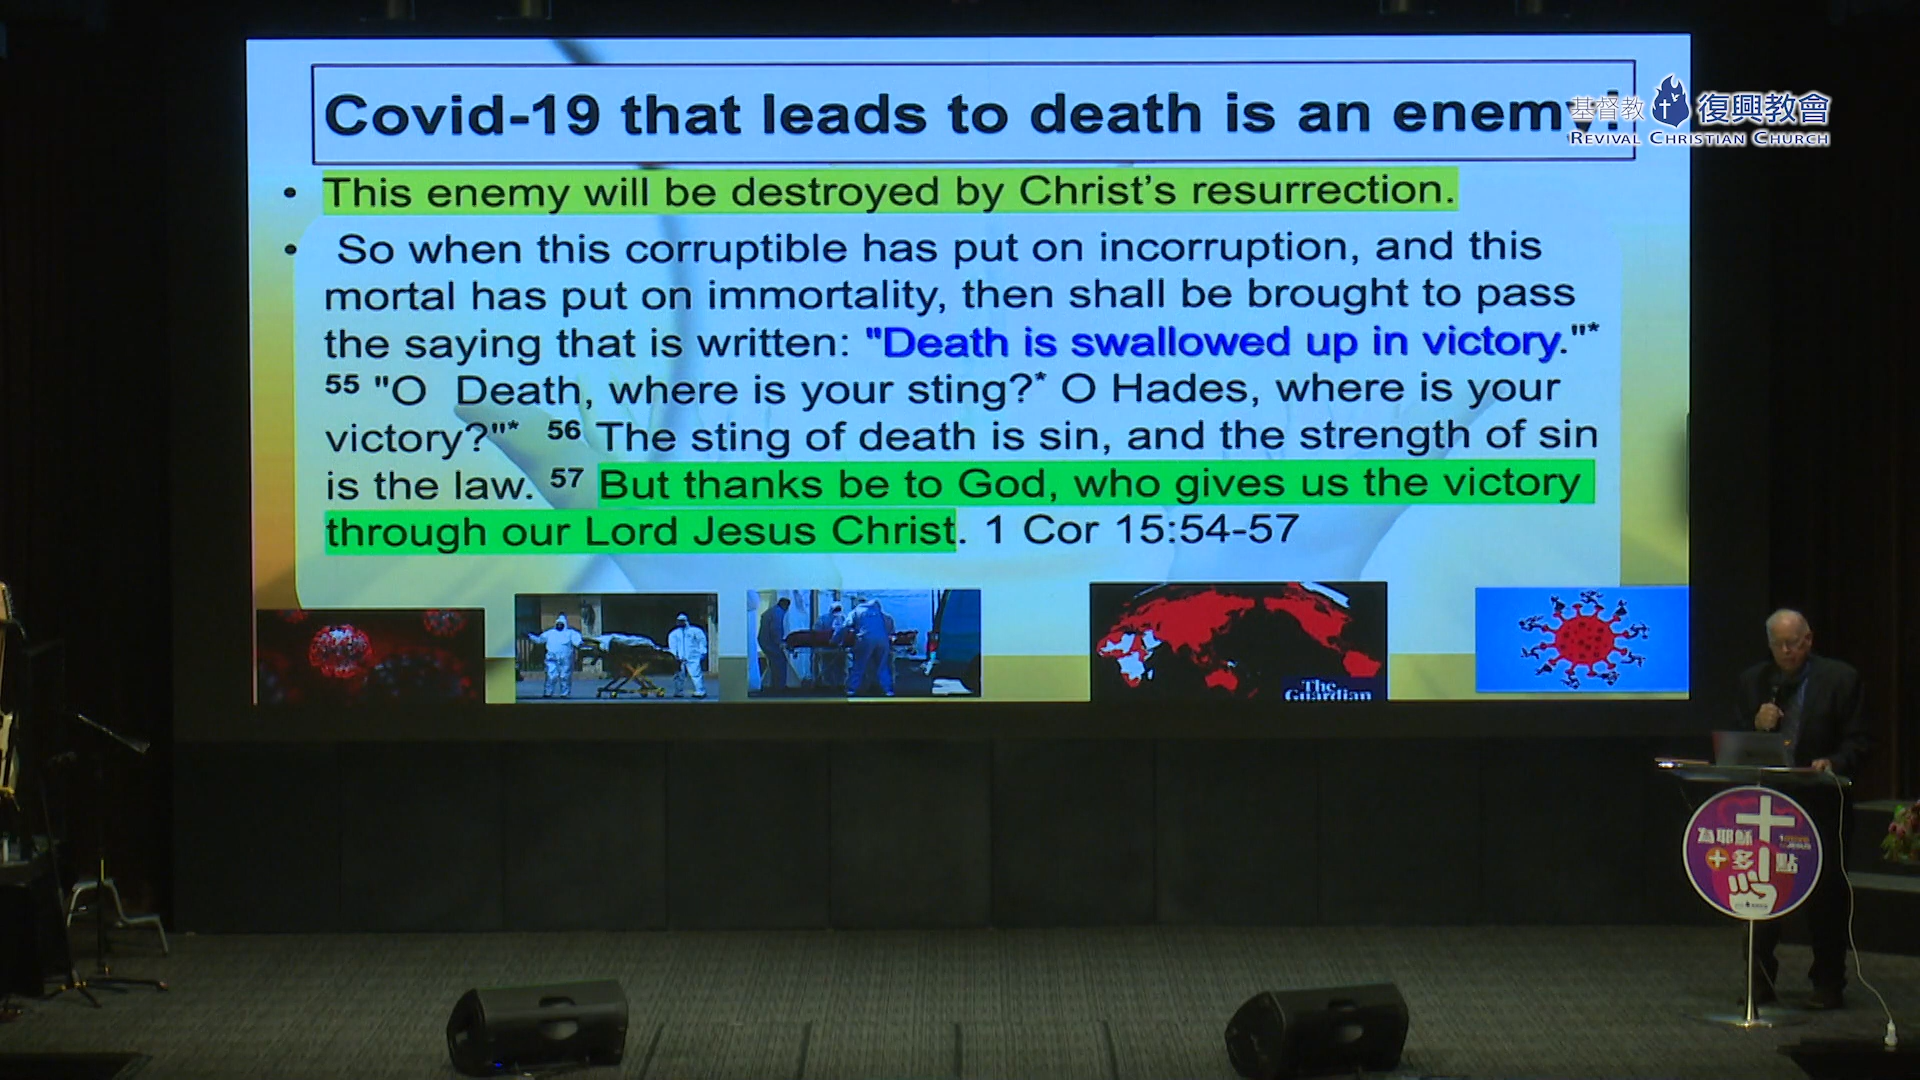 Covid-19 that leads to death is an enemy!
基督教 復興教會
REVIVAL CHRISTIAN CHURCH
• This enemy will be destroyed by Christ's resurrection.
• So when this corruptible has put on incorruption, and this
mortal has put on immortality, then shall be brought to pass
the saying that is written: "Death is swallowed up in victory."*
55 "O Death, where is your sting?* O Hades, where is your
victory?"* 56 The sting of death is sin, and the strength of sin
is the law. 57 But thanks be to God, who gives us the victory
through our Lord Jesus Christ. 1 Cor 15:54-57
The
Guardian
為耶穌
多 點